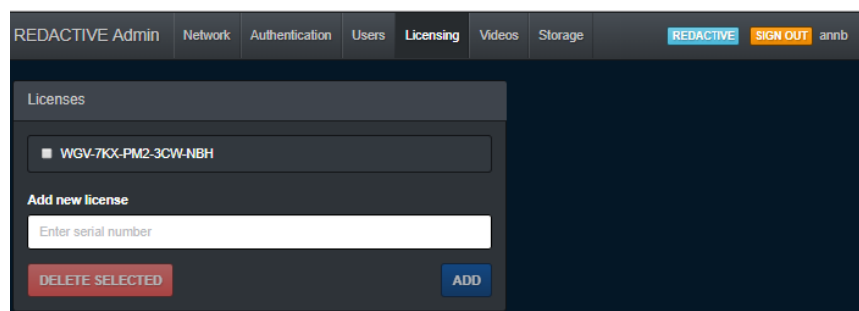 REDACTIVE Admin Network Authentication Users Licensing Videos Storage REDACTIVE SIGN OUT annb
Licenses
WGV-7KX-PM2-3CW-NBH
Add new license
Enter serial number
DELETE SELECTED ADD